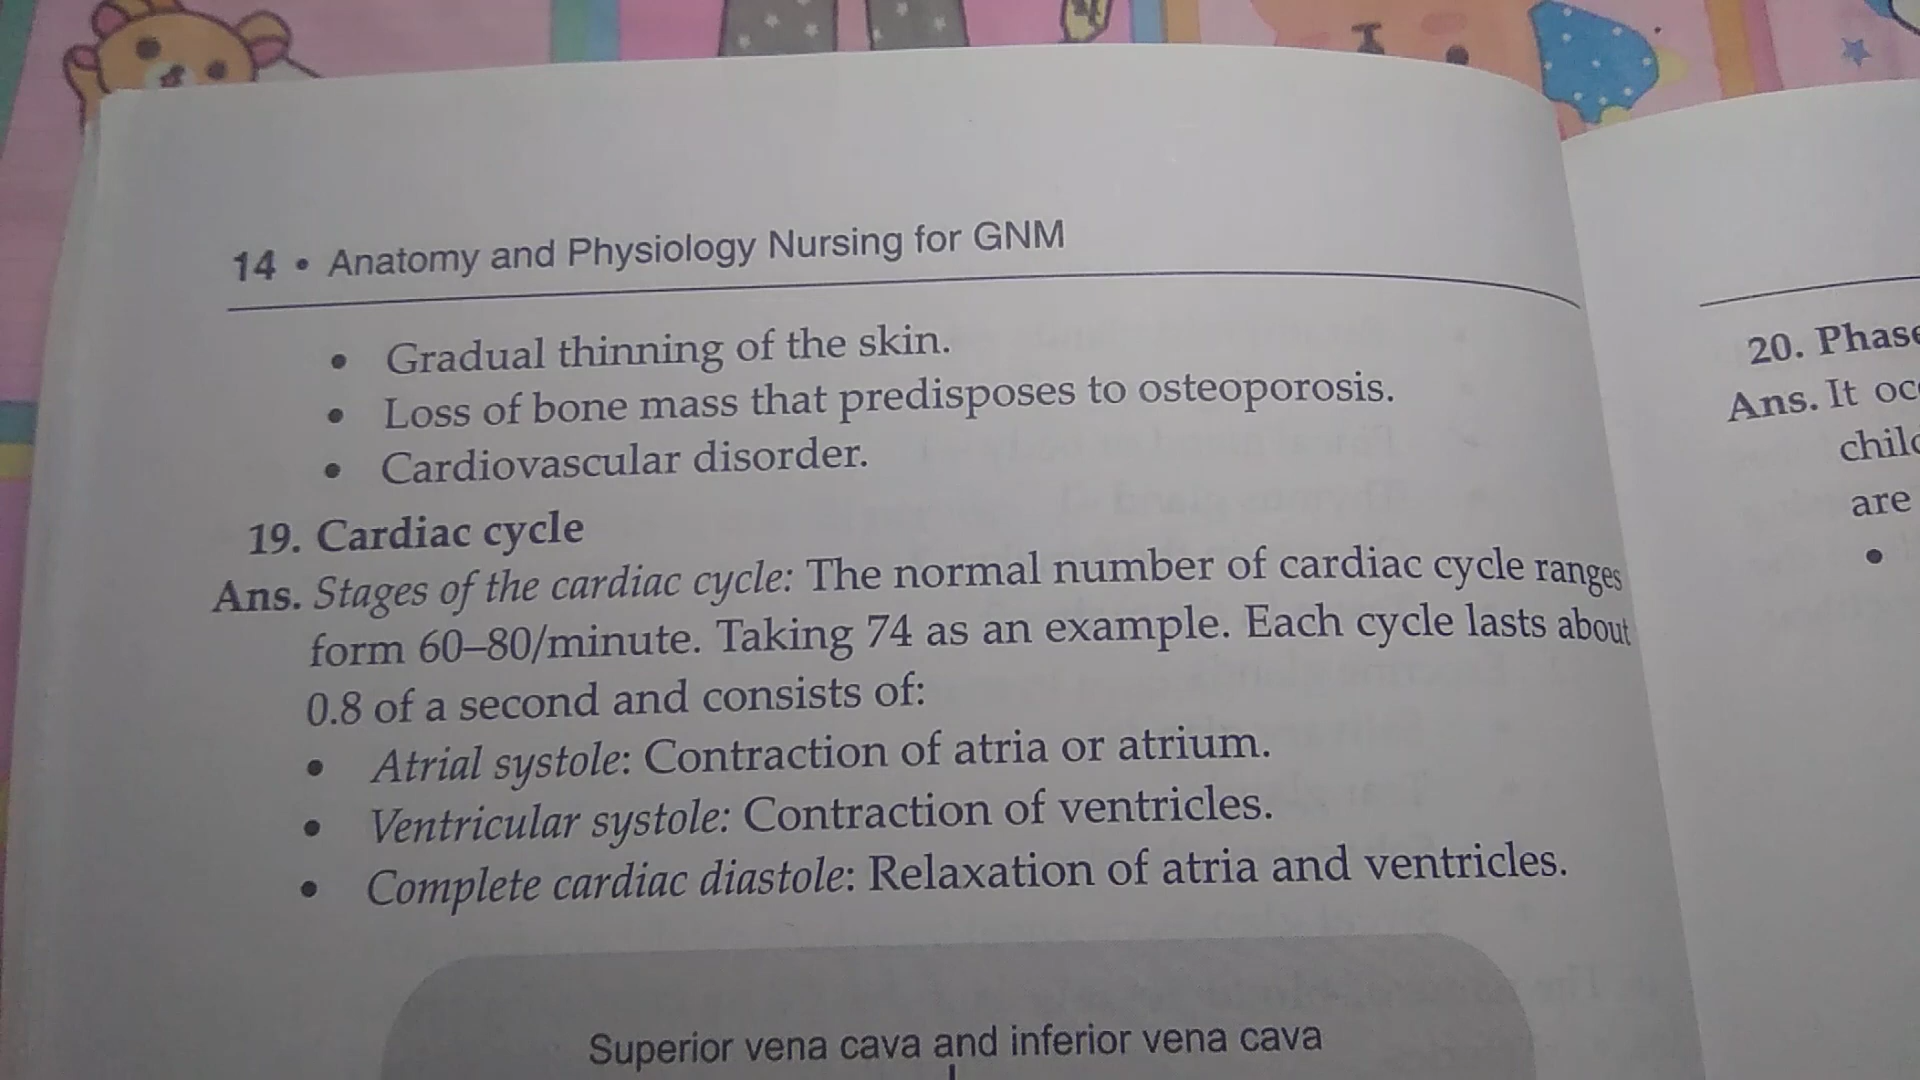 14 • Anatomy and Physiology Nursing for GNM
• Gradual thinning of the skin.
• Loss of bone mass that predisposes to osteoporosis.
• Cardiovascular disorder.
19. Cardiac cycle
Ans. Stages of the cardiac cycle: The normal number of cardiac cycle ranges
form 60–80/minute. Taking 74 as an example. Each cycle lasts about
0.8 of a second and consists of:
• Atrial systole: Contraction of atria or atrium.
• Ventricular systole: Contraction of ventricles.
• Complete cardiac diastole: Relaxation of atria and ventricles.
Superior vena cava and inferior vena cava
20. Phase
Ans. It
are
•